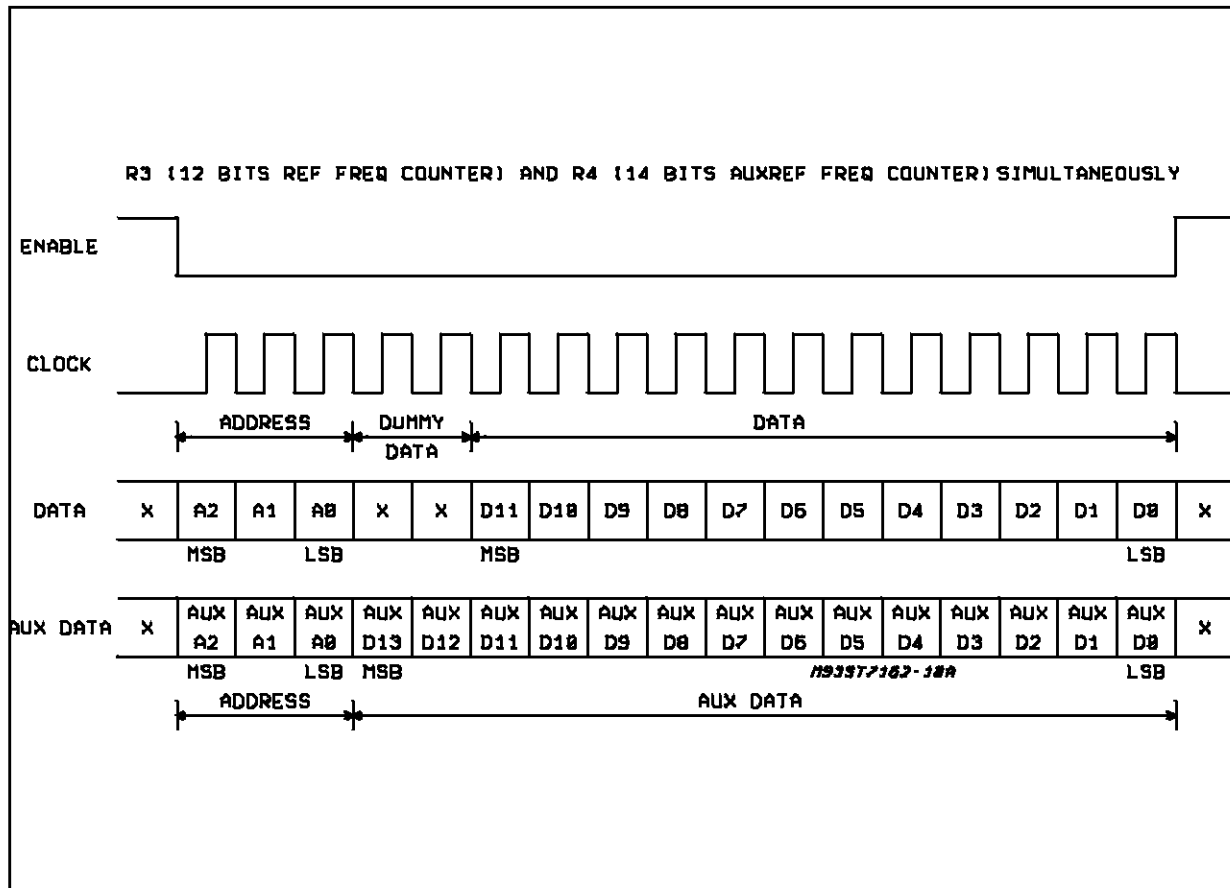 R3 (12 BITS REF FREQ COUNTER) AND R4 (14 BITS AUXREF FREQ COUNTER) SIMULTANEOUSLY
ENABLE
CLOCK
ADDRESS DUMMY DATA DATA
DATA X A2 A1 A0 X X D11 D10 D9 D8 D7 D6 D5 D4 D3 D2 D1 D0 X
MSB LSB MSB LSB
AUX DATA X AUX A2 AUX A1 AUX A0 AUX D13 AUX D12 AUX D11 AUX D10 AUX D9 AUX D8 AUX D7 AUX D6 AUX D5 AUX D4 AUX D3 AUX D2 AUX D1 AUX D0 X
MSB LSB MSB M93ST7162-10A LSB
ADDRESS AUX DATA